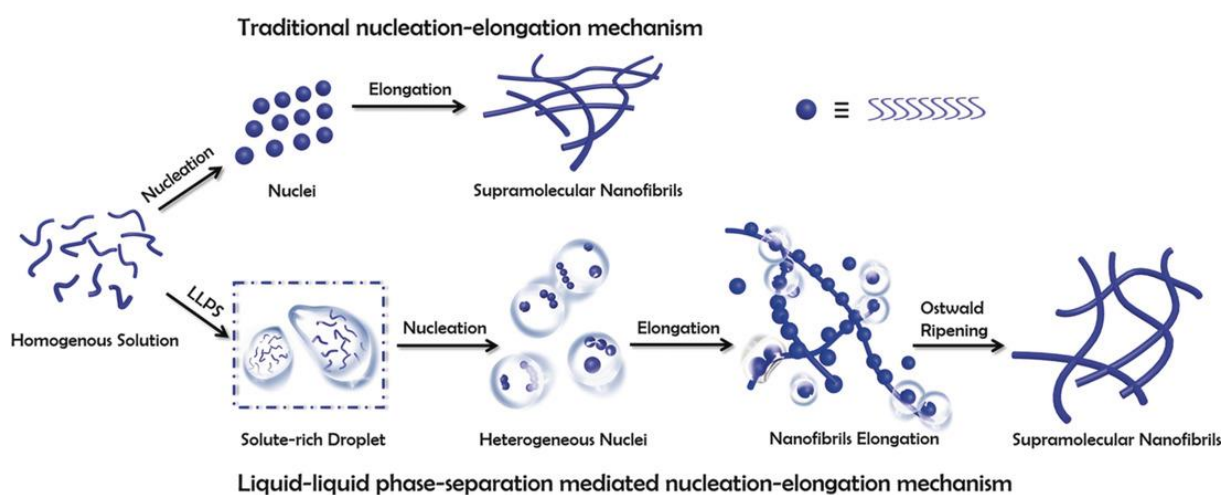 Traditional nucleation-elongation mechanism
Nucleation
Elongation
≡
Nuclei
Supramolecular Nanofibrils
Homogenous Solution
LLPS
Nucleation
Elongation
Ostwald
Ripening
Solute-rich Droplet
Heterogeneous Nuclei
Nanofibrils Elongation
Supramolecular Nanofibrils
Liquid-liquid phase-separation mediated nucleation-elongation mechanism